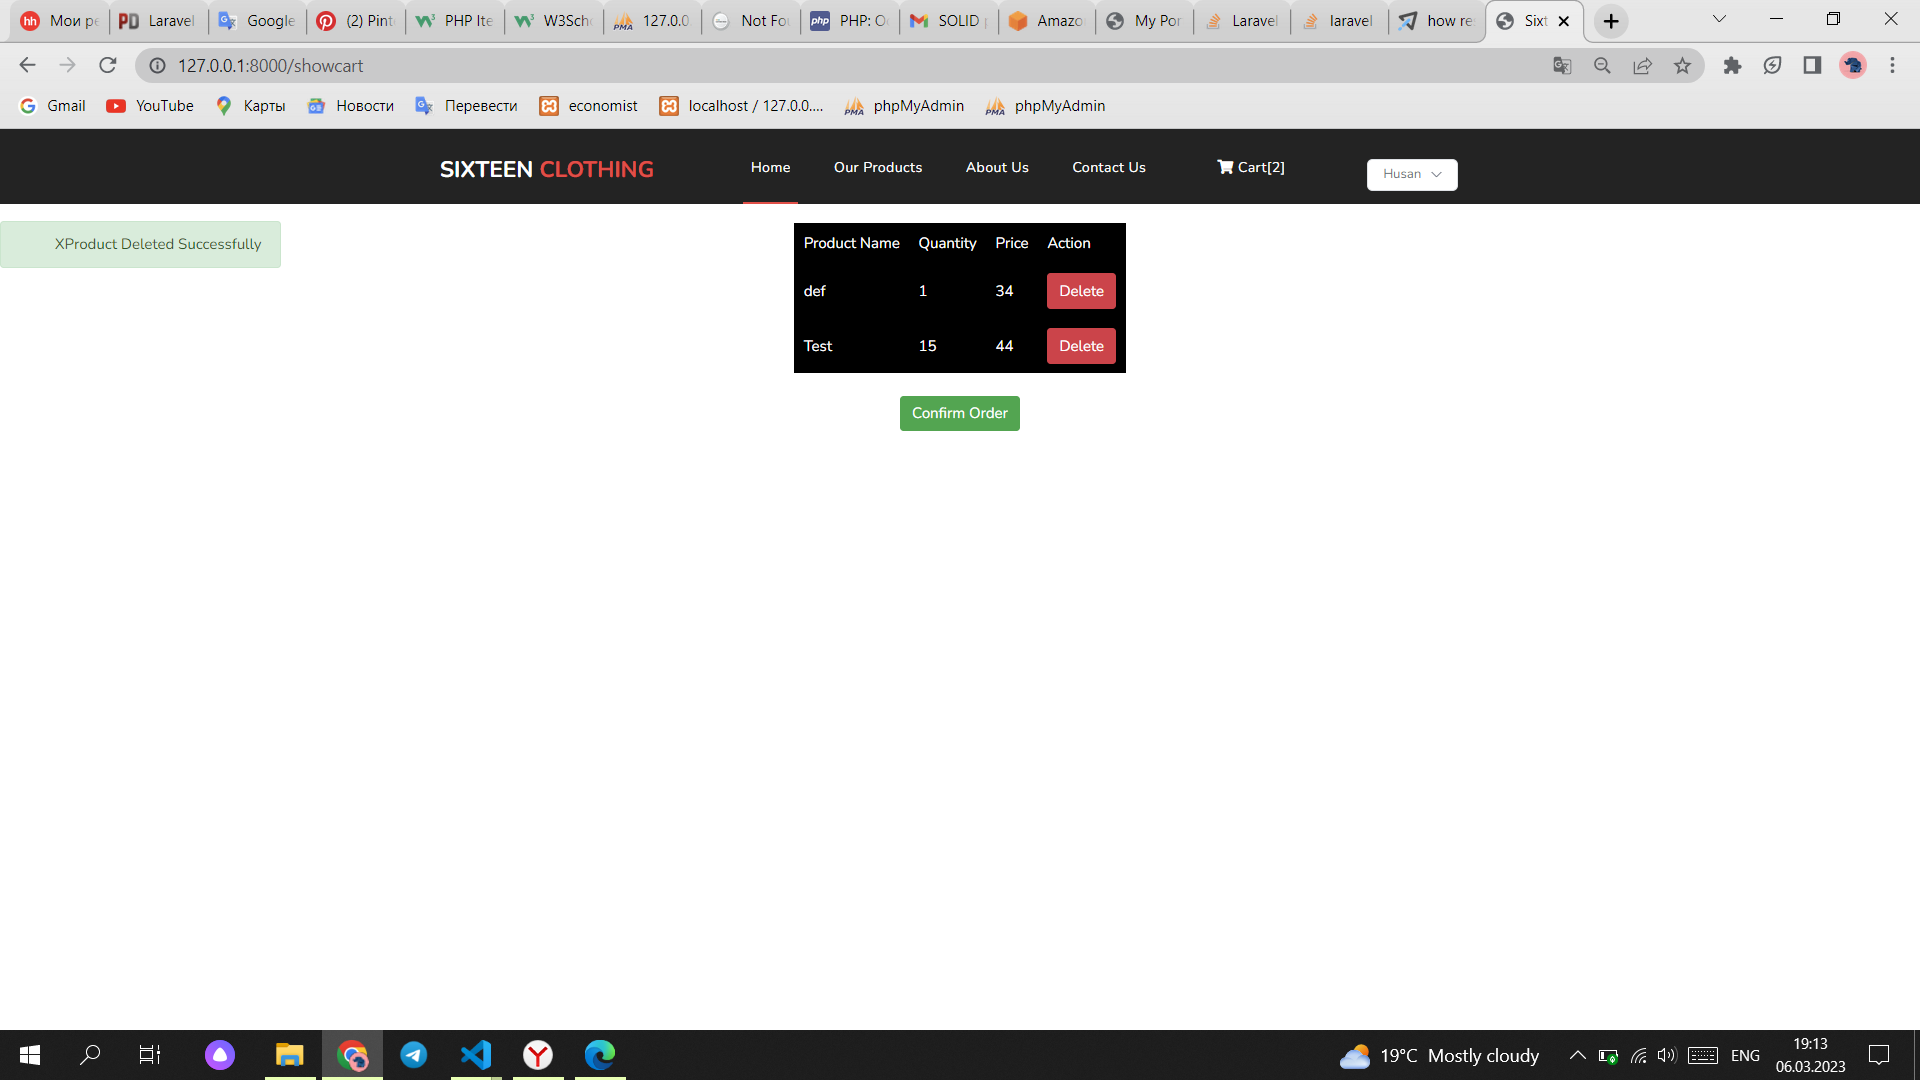 Мои ре Laravel Google (2) Pint PHP Ite W3Sch 127.0.0 Not Fou PHP: O SOLID Amazo My Por Laravel laravel how re Sixt
127.0.0.1:8000/showcart
Gmail YouTube Карты Новости Перевести economist localhost / 127.0.0.... phpMyAdmin phpMyAdmin
SIXTEEN CLOTHING Home Our Products About Us Contact Us Cart[2] Husan
XProduct Deleted Successfully
Product Name Quantity Price Action
def 1 34 Delete
Test 15 44 Delete
Confirm Order
19°C Mostly cloudy ENG 19:13
06.03.2023